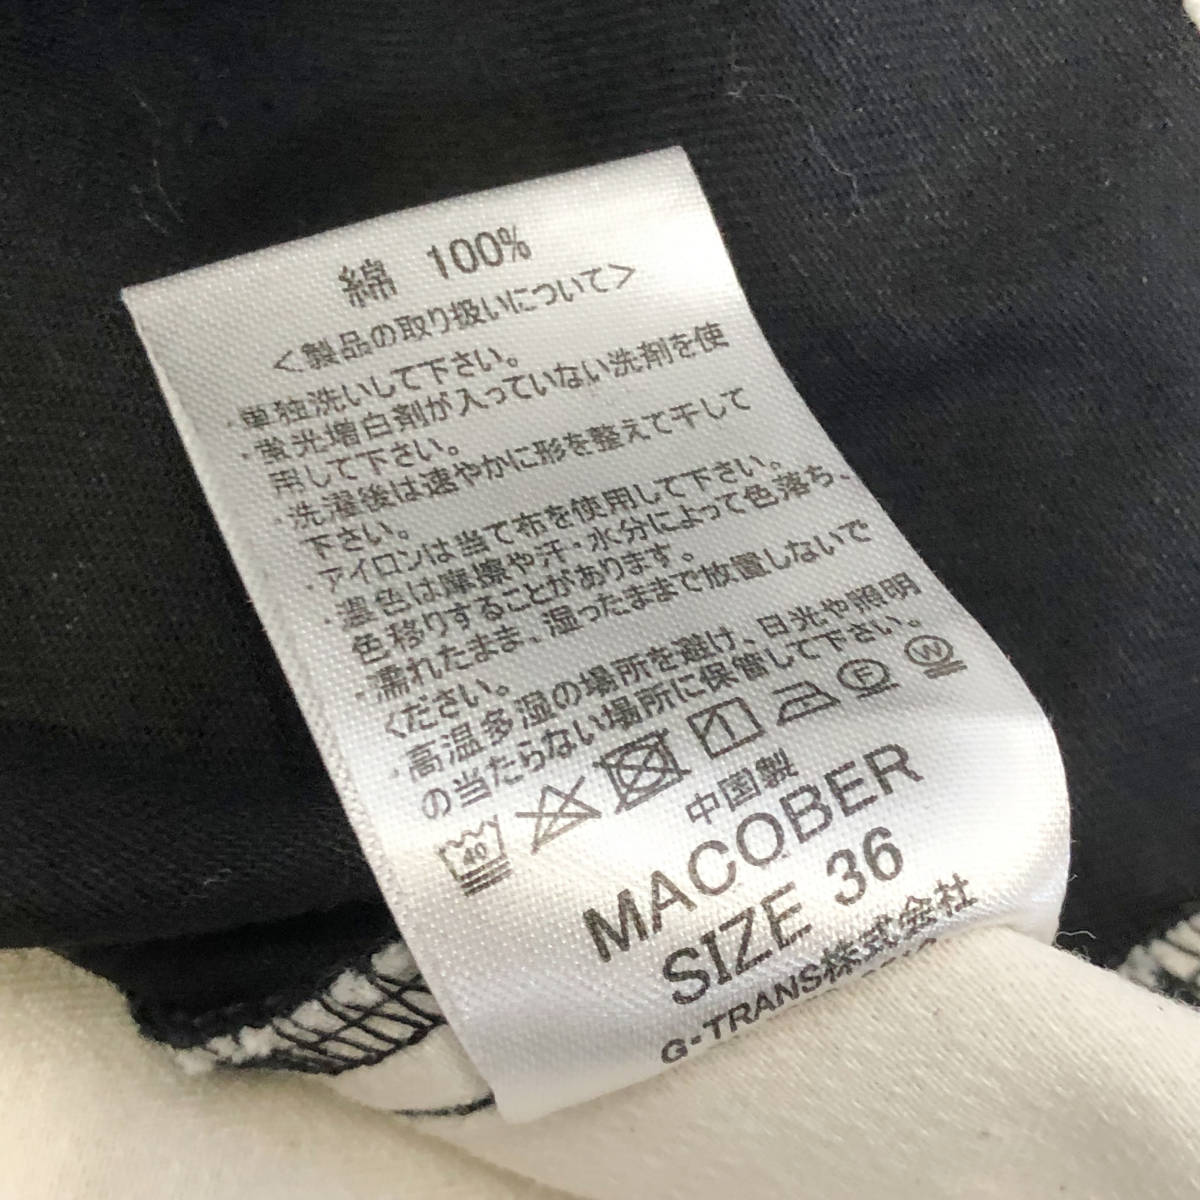 綿 100%
<製品の取り扱いについて>
・単独洗いして下さい。
・蛍光増白剤が入っていない洗剤を使
用して下さい。
・洗濯後は速やかに形を整えて干して
下さい。
・アイロンは当て布を使用して下さい。
・濃色は摩擦や汗・水分によって色落ち、
色移りすることがあります。
・濡れたまま、湿ったままで放置しないで
ください。
・高温多湿の場所を避け、日光や照明
の当たらない場所に保管して下さい。
40
F
W
中国製
MACOBER
SIZE 36
G-TRANS株式会社